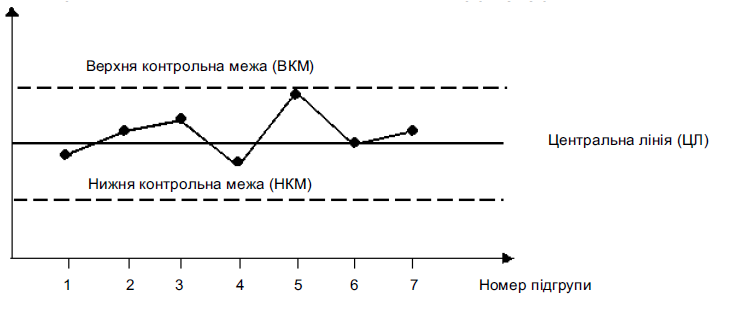 Верхня контрольна межа (ВКМ)
Центральна лінія (ЦЛ)
Нижня контрольна межа (НКМ)
1 2 3 4 5 6 7 Номер підгрупи